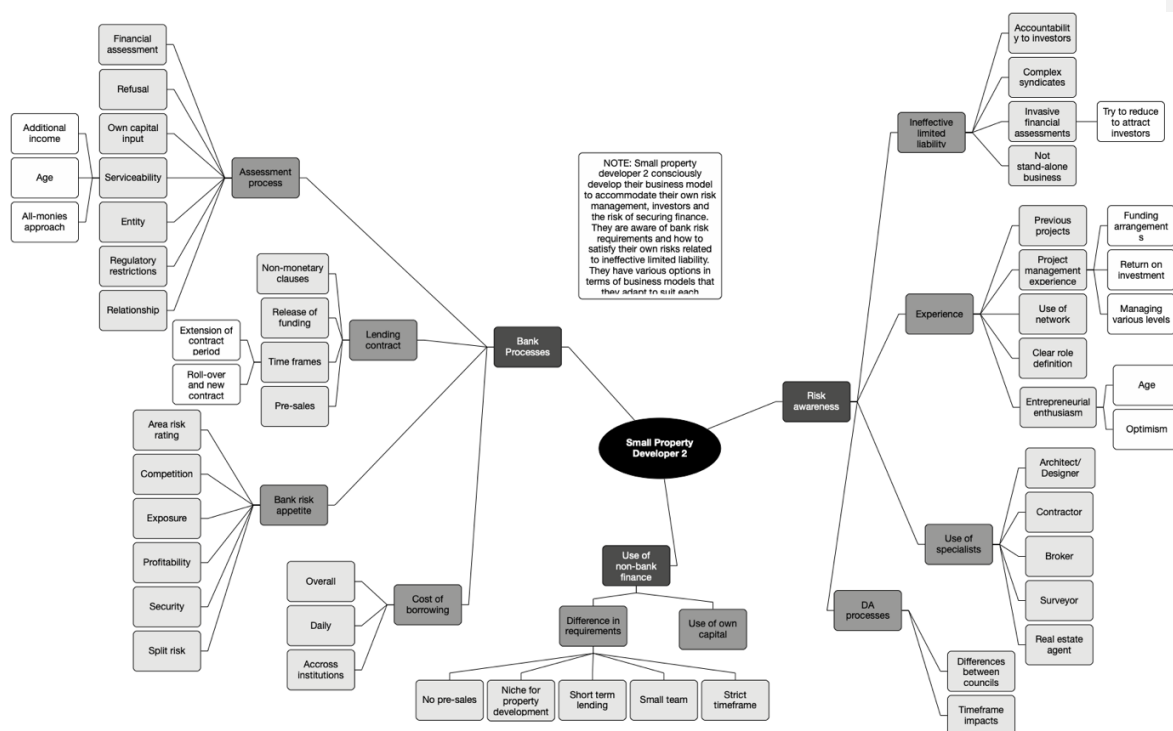 Financial
assessment
Refusal
Own capital
input
Serviceability
Entity
Regulatory
restrictions
Relationship
Additional
income
Age
All-monies
approach
Assessment
process
Non-monetary
clauses
Release of
funding
Time frames
Pre-sales
Extension of
contract
period
Roll-over
and new
contract
Lending
contract
Area risk
rating
Competition
Exposure
Profitability
Security
Split risk
Bank risk
appetite
Overall
Daily
Accross
institutions
Cost of
borrowing
Bank
Processes
NOTE: Small property
developer 2 consciously
develop their business model
to accommodate their own risk
management, investors and
the risk of securing finance.
They are aware of bank risk
requirements and how to
satisfy their own risks related
to ineffective limited liability.
They have various options in
terms of business models that
they adapt to suit each
Small Property
Developer 2
Use of
non-bank
finance
Difference in
requirements
Use of own
capital
No pre-sales
Niche for
property
development
Short term
lending
Small team
Strict
timeframe
Risk
awareness
Ineffective
limited
liability
Accountabilit
y to investors
Complex
syndicates
Invasive
financial
assessments
Not
stand-alone
business
Try to reduce
to attract
investors
Experience
Previous
projects
Project
management
experience
Use of
network
Clear role
definition
Entrepreneurial
enthusiasm
Funding
arrangement
s
Return on
investment
Managing
various levels
Age
Optimism
Use of
specialists
Architect/
Designer
Contractor
Broker
Surveyor
Real estate
agent
DA
processes
Differences
between
councils
Timeframe
impacts